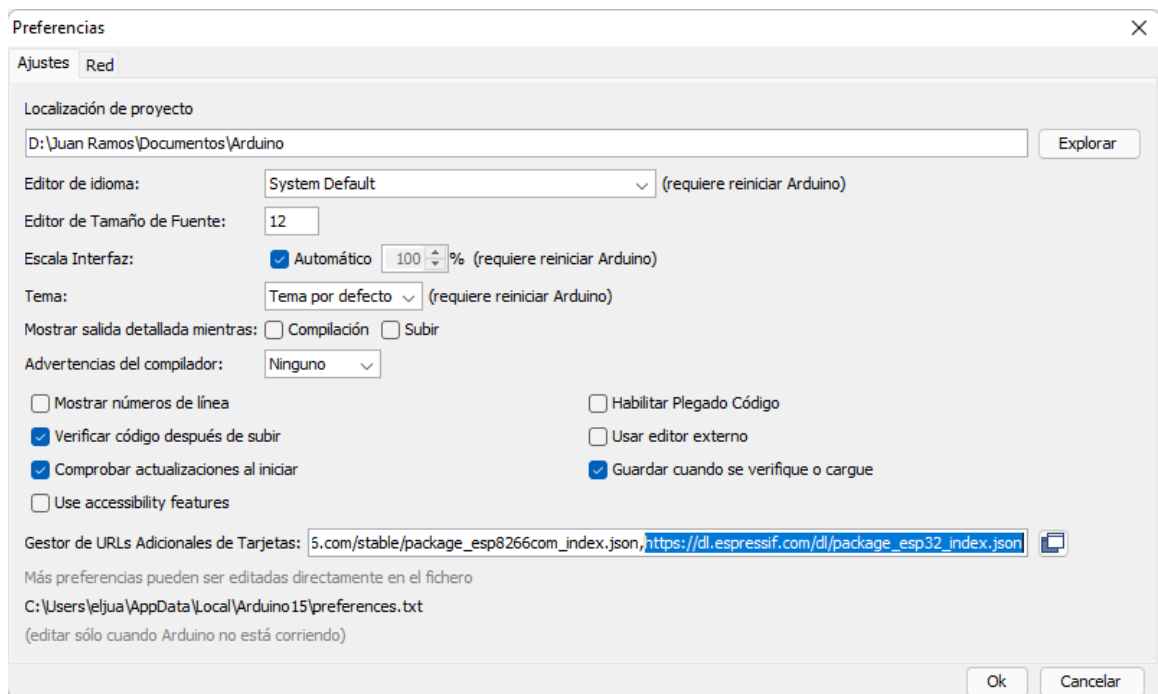 Preferencias
Ajustes Red
Localización de proyecto
D:\Juan Ramos\Documentos\Arduino Explorar
Editor de idioma: System Default (requiere reiniciar Arduino)
Editor de Tamaño de Fuente: 12
Escala Interfaz: Automático 100 % (requiere reiniciar Arduino)
Tema: Tema por defecto (requiere reiniciar Arduino)
Mostrar salida detallada mientras: Compilación Subir
Advertencias del compilador: Ninguno
Mostrar números de línea Habilitar Plegado Código
Verificar código después de subir Usar editor externo
Comprobar actualizaciones al iniciar Guardar cuando se verifique o cargue
Use accessibility features
Gestor de URLs Adicionales de Tarjetas: 6.com/stable/package_esp8266com_index.json,https://dl.espressif.com/dl/package_esp32_index.json
Más preferencias pueden ser editadas directamente en el fichero
C:\Users\eljua\AppData\Local\Arduino15\preferences.txt
(editar sólo cuando Arduino no está corriendo)
Ok Cancelar